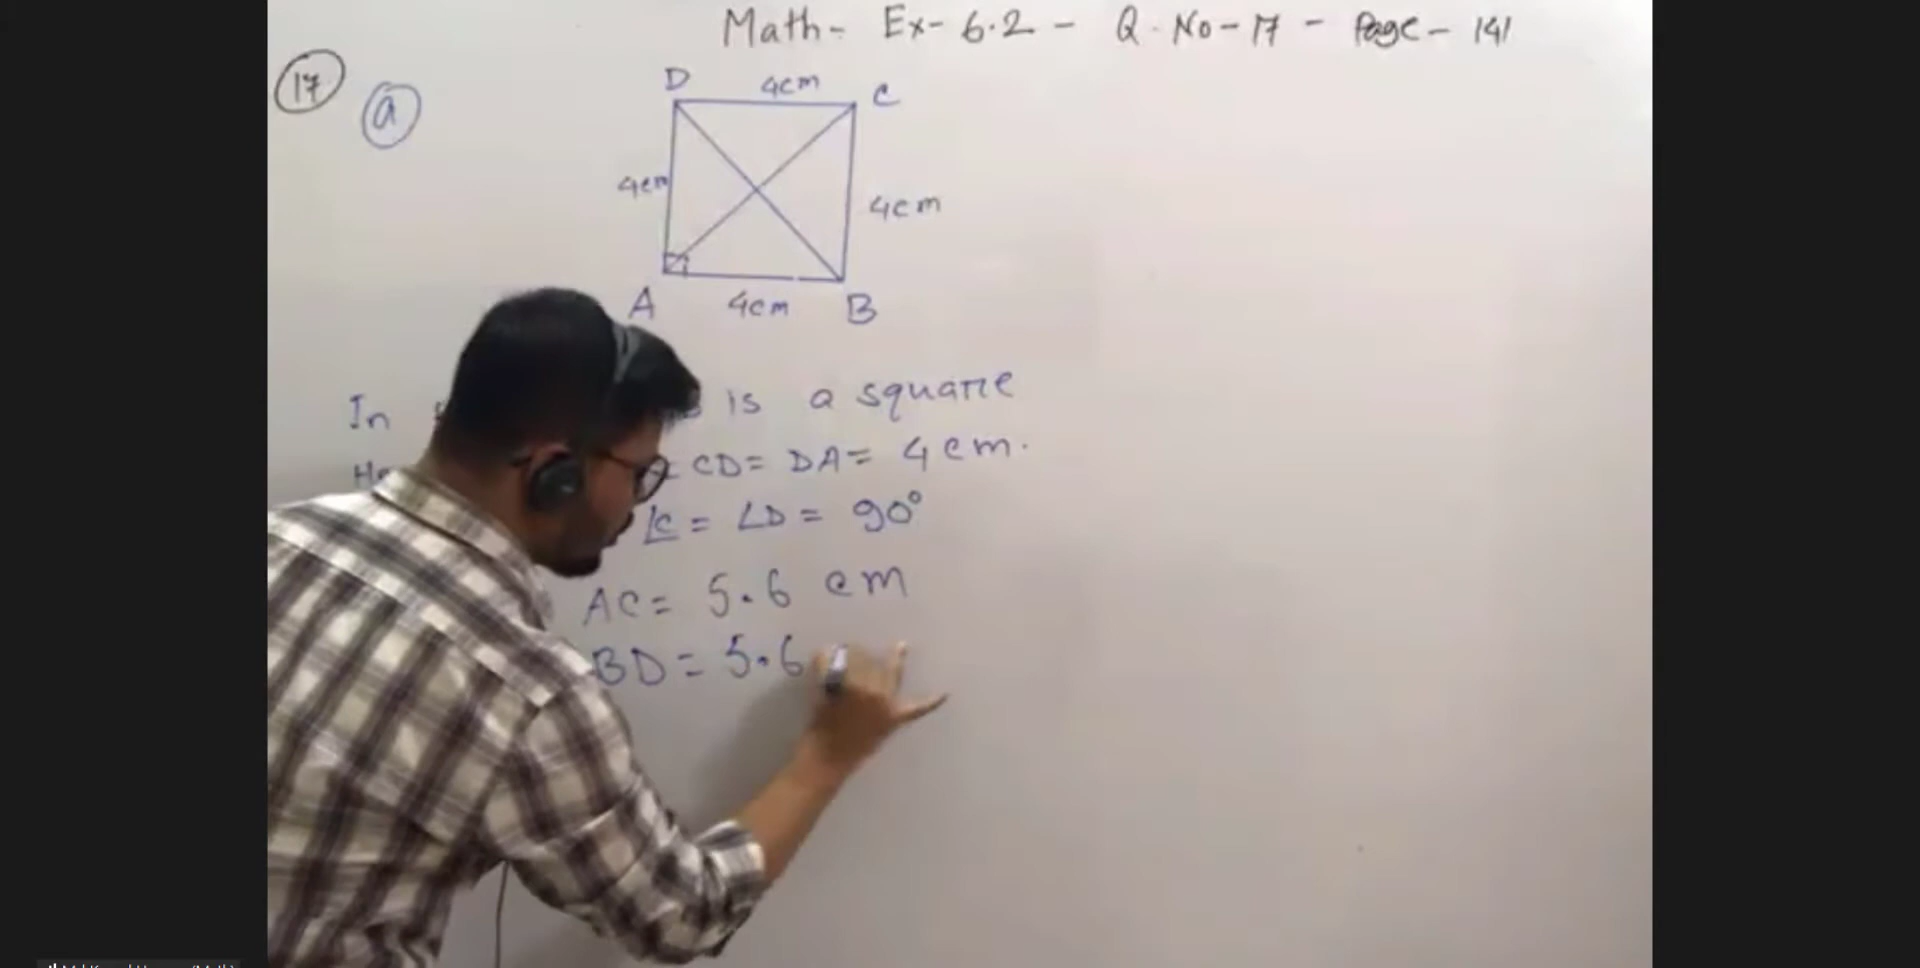 Math- Ex- 6.2 - Q. No-17 - Page- 141
17
a
D 4cm C
4cm
4cm
A 4cm B
In is a square
CD= DA= 4cm.
∠C = ∠D = 90°
AC= 5.6 cm
BD= 5.6